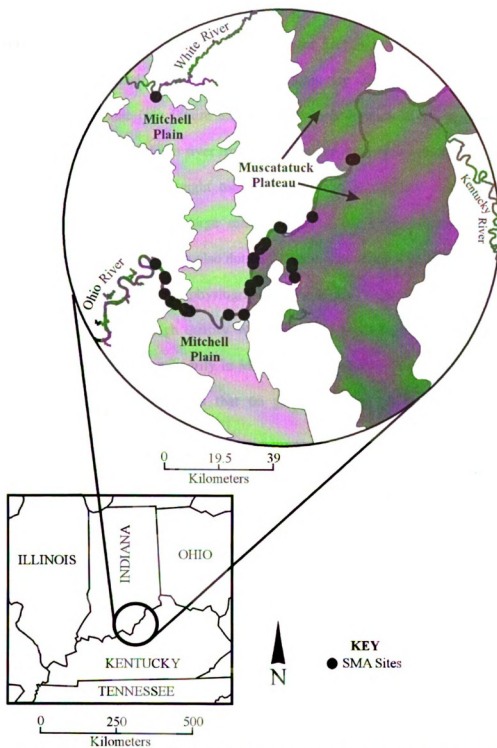 White River
Mitchell
Plain
Muscatatuck
Plateau
Kentucky
River
Ohio River
Mitchell
Plain
0 19.5 39
Kilometers
ILLINOIS
INDIANA
OHIO
KENTUCKY
TENNESSEE
0 250 500
Kilometers
N
KEY
SMA Sites